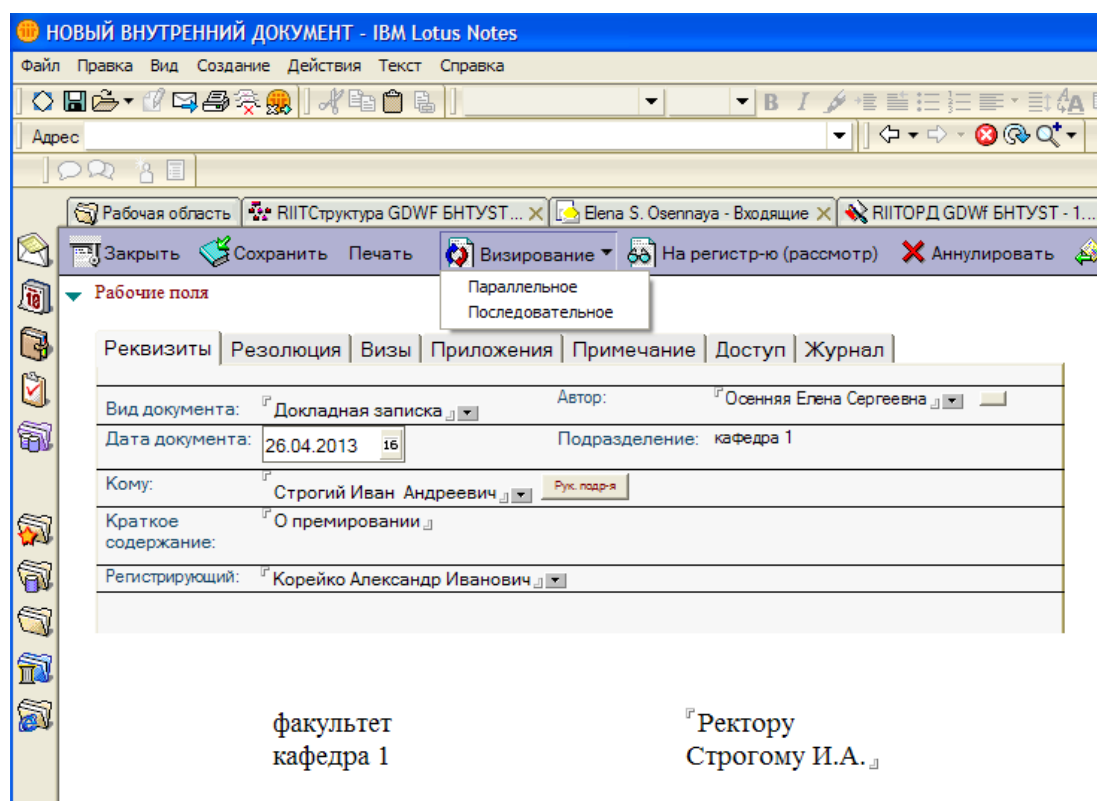 НОВЫЙ ВНУТРЕННИЙ ДОКУМЕНТ - IBM Lotus Notes
Файл Правка Вид Создание Действия Текст Справка
B I A
Адрес
Рабочая область RIITСтруктура GDWF БНТУST... Elena S. Osennaya - Входящие RIITОРД GDWf БНТУST - 1...
Закрыть Сохранить Печать Визирование На регистр-ю (рассмотр) Аннулировать
Параллельное
Последовательное
18
Рабочие поля
Реквизиты Резолюция Визы Приложения Примечание Доступ Журнал
Вид документа: Докладная записка Автор: Осенняя Елена Сергеевна
Дата документа: 26.04.2013 16 Подразделение: кафедра 1
Кому: Строгий Иван Андреевич Рук. подр-я
Краткое содержание: О премировании
Регистрирующий: Корейко Александр Иванович
факультет Ректору
кафедра 1 Строгому И.А.